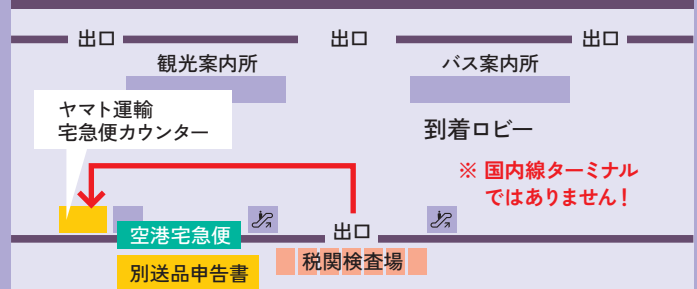 出口
出口
出口
観光案内所
バス案内所
ヤマト運輸
宅急便カウンター
到着ロビー
※ 国内線ターミナル
ではありません！
出口
空港宅急便
税関検査場
別送品申告書